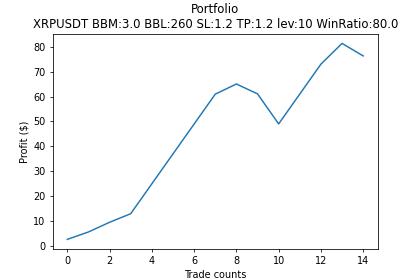 Portfolio
XRPUSDT BBM:3.0 BBL:260 SL:1.2 TP:1.2 lev:10 WinRatio:80.0
80
70
60
50
40
30
20
10
0
Profit ($)
0 2 4 6 8 10 12 14
Trade counts